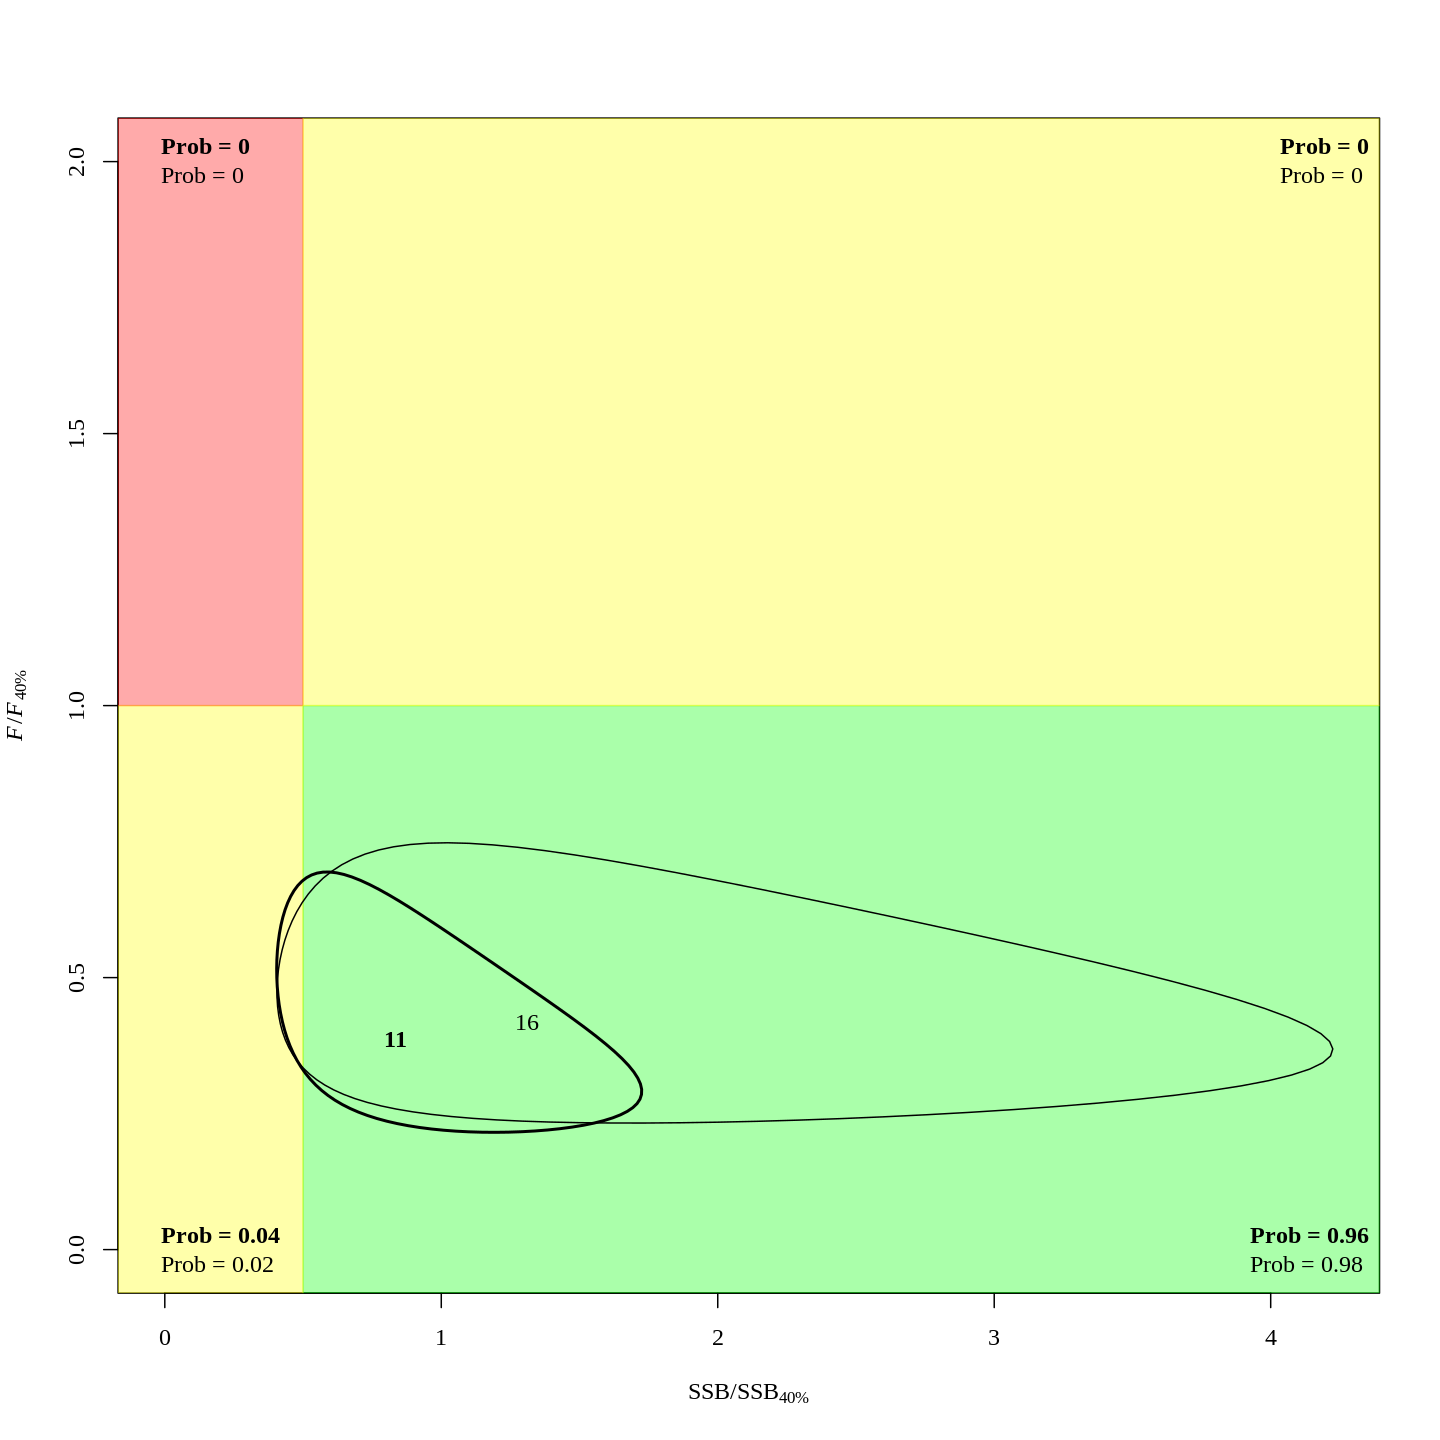 Prob = 0
Prob = 0
Prob = 0
Prob = 0
2.0
1.5
1.0
0.5
0.0
F/F 40%
16
11
Prob = 0.04
Prob = 0.02
Prob = 0.96
Prob = 0.98
0 1 2 3 4
SSB/SSB40%